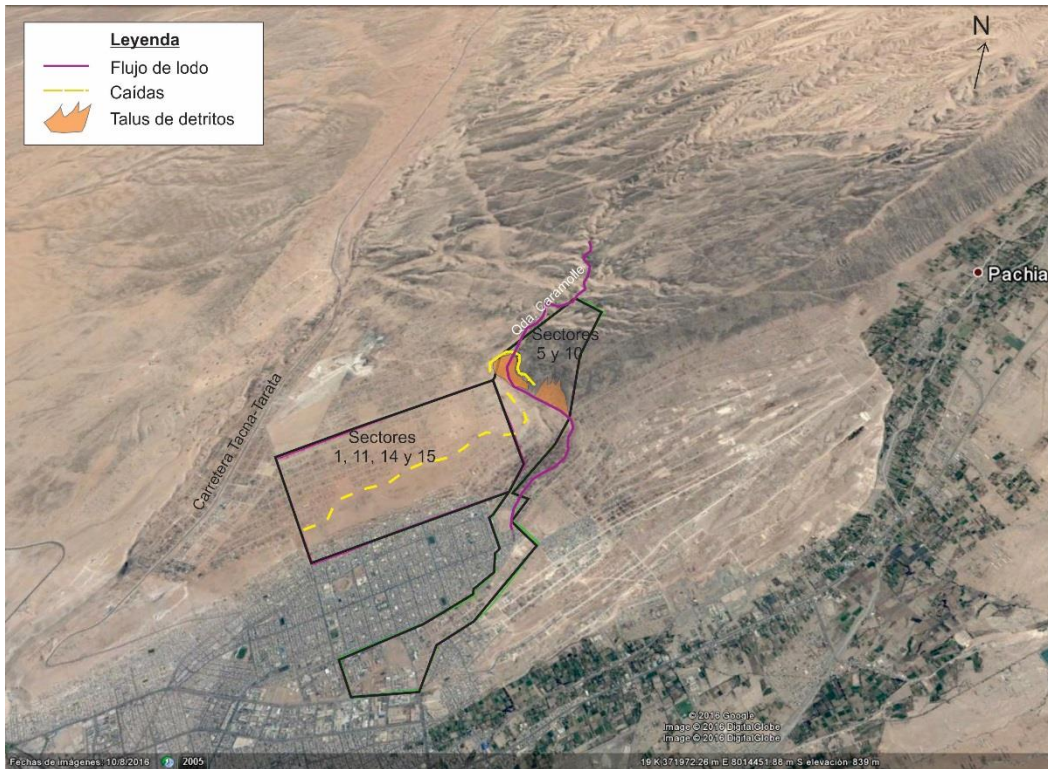 Leyenda
Flujo de lodo
Caídas
Talus de detritos
N
Pachia
Qda. Caramolle
Sectores
5 y 10
Carretera Tacna-Tarata
Sectores
1, 11, 14 y 15
© 2016 Google
Image © 2016 DigitalGlobe
Image © 2016 DigitalGlobe
Fechas de imágenes: 10/8/2016
2005
19 K 371972.26 m E 8014451.88 m S elevación 839 m